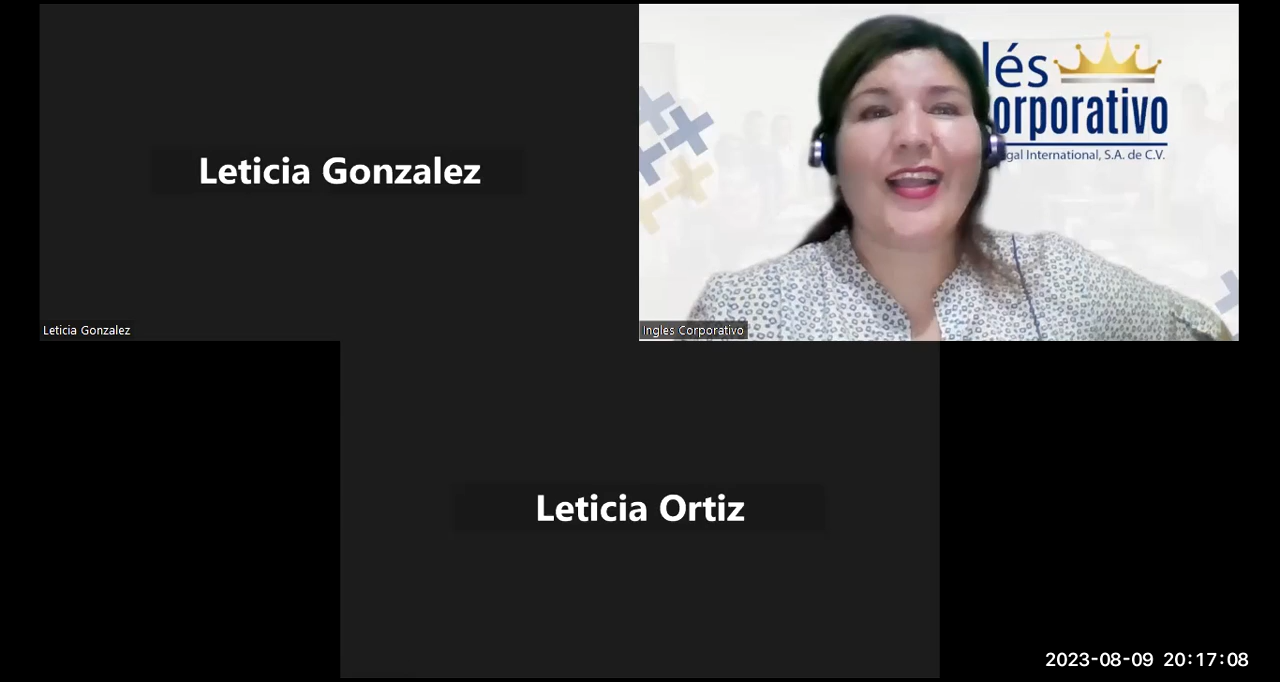 Leticia Gonzalez
Leticia Gonzalez
lés
orporativo
gal International, S.A. de C.V.
Ingles Corporativo
Leticia Ortiz
2023-08-09 20:17:08